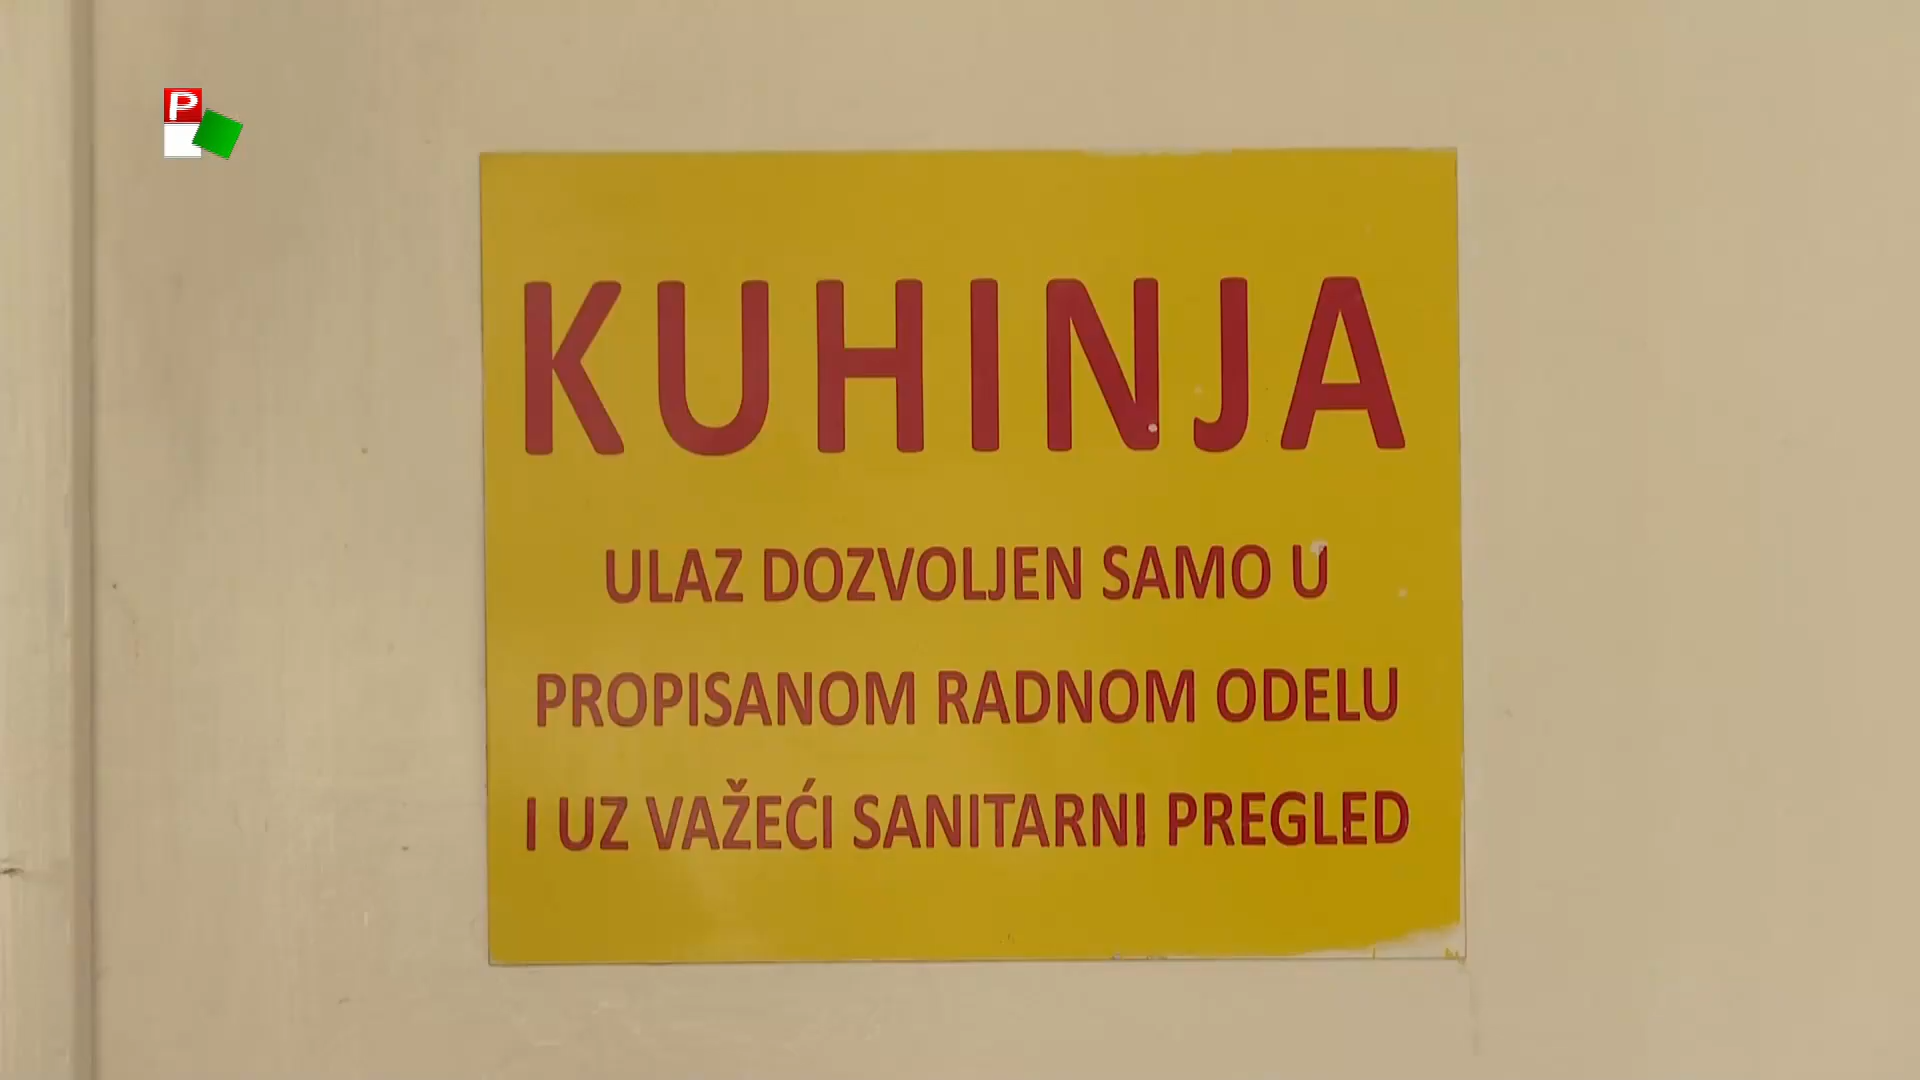 P
KUHINJA
ULAZ DOZVOLJEN SAMO U
PROPISANOM RADNOM ODELU
I UZ VAŽEĆI SANITARNI PREGLED